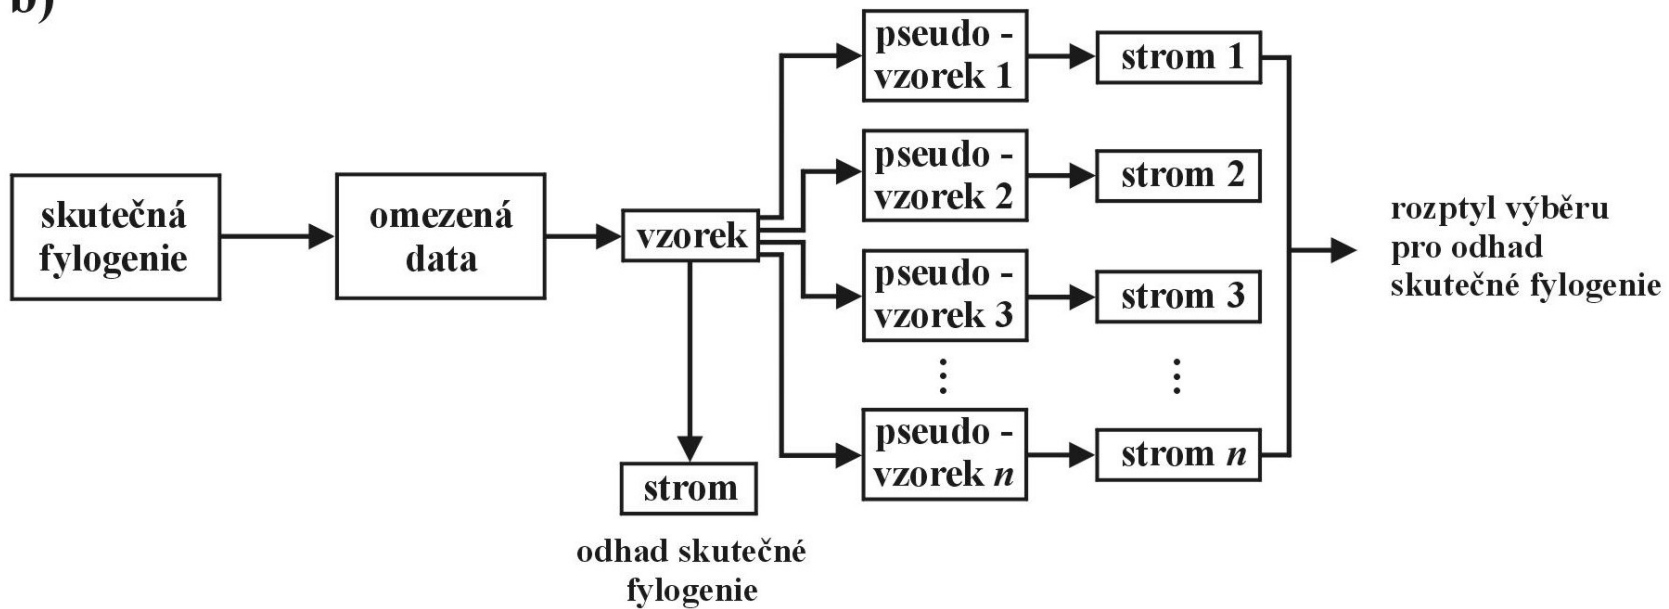 b)
skutečná
fylogenie
omezená
data
vzorek
strom
odhad skutečné
fylogenie
pseudo -
vzorek 1
strom 1
pseudo -
vzorek 2
strom 2
pseudo -
vzorek 3
strom 3
⋮
⋮
pseudo -
vzorek n
strom n
rozptyl výběru
pro odhad
skutečné fylogenie